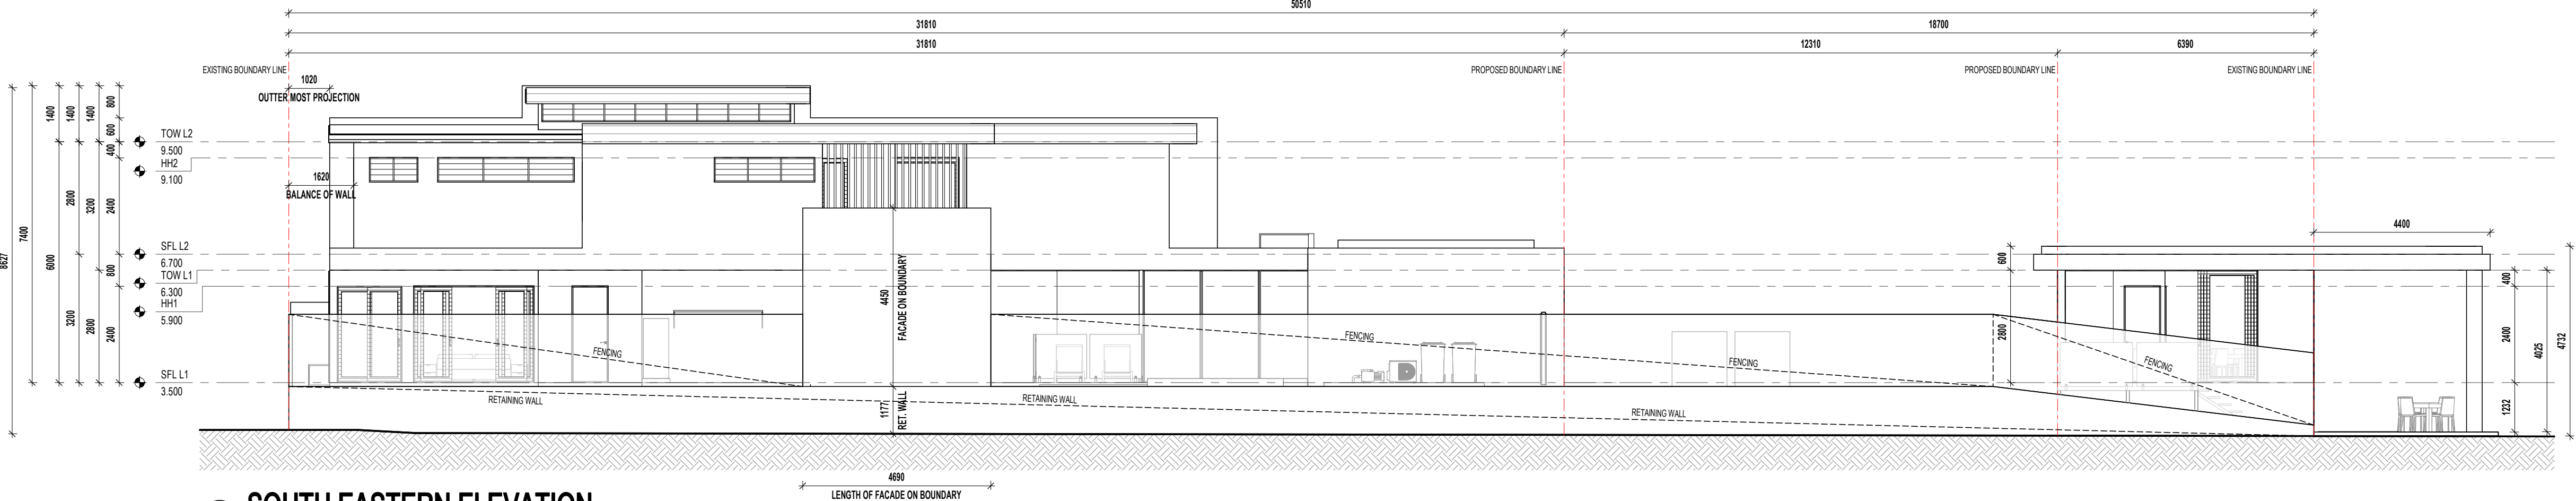 50510
31810
18700
31810
12310
6390
EXISTING BOUNDARY LINE
PROPOSED BOUNDARY LINE
PROPOSED BOUNDARY LINE
EXISTING BOUNDARY LINE
1020
OUTTER MOST PROJECTION
8627
7400
1400
6000
1400
2800
3200
1400
3200
800
2800
800
600
400
2400
2400
TOW L2
9.500
HH2
9.100
SFL L2
6.700
TOW L1
6.300
HH1
5.900
SFL L1
3.500
1620
BALANCE OF WALL
4450
FACADE ON BOUNDARY
1177
RET. WALL
FENCING
FENCING
FENCING
FENCING
RETAINING WALL
RETAINING WALL
RETAINING WALL
600
2800
4400
400
2400
1232
4025
4732
4690
LENGTH OF FACADE ON BOUNDARY
SOUTH EASTERN ELEVATION